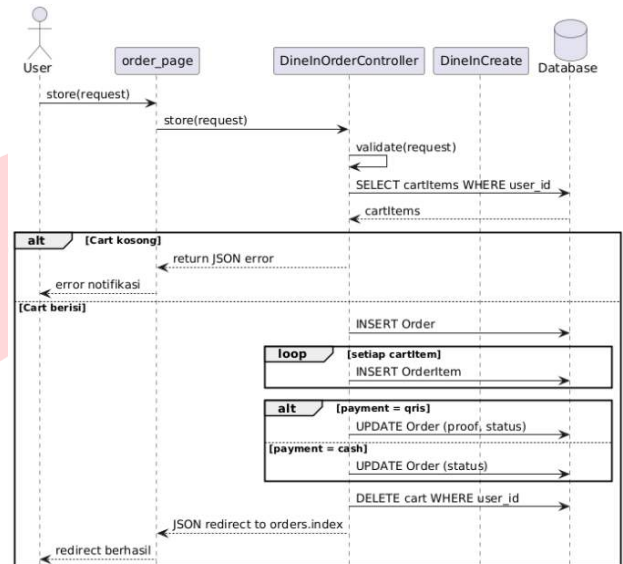 User
order_page
DineInOrderController
DineInCreate
Database
store(request)
store(request)
validate(request)
SELECT cartItems WHERE user_id
cartItems
alt [Cart kosong]
return JSON error
error notifikasi
[Cart berisi]
INSERT Order
loop [setiap cartItem]
INSERT OrderItem
alt [payment = qris]
UPDATE Order (proof, status)
[payment = cash]
UPDATE Order (status)
DELETE cart WHERE user_id
JSON redirect to orders.index
redirect berhasil